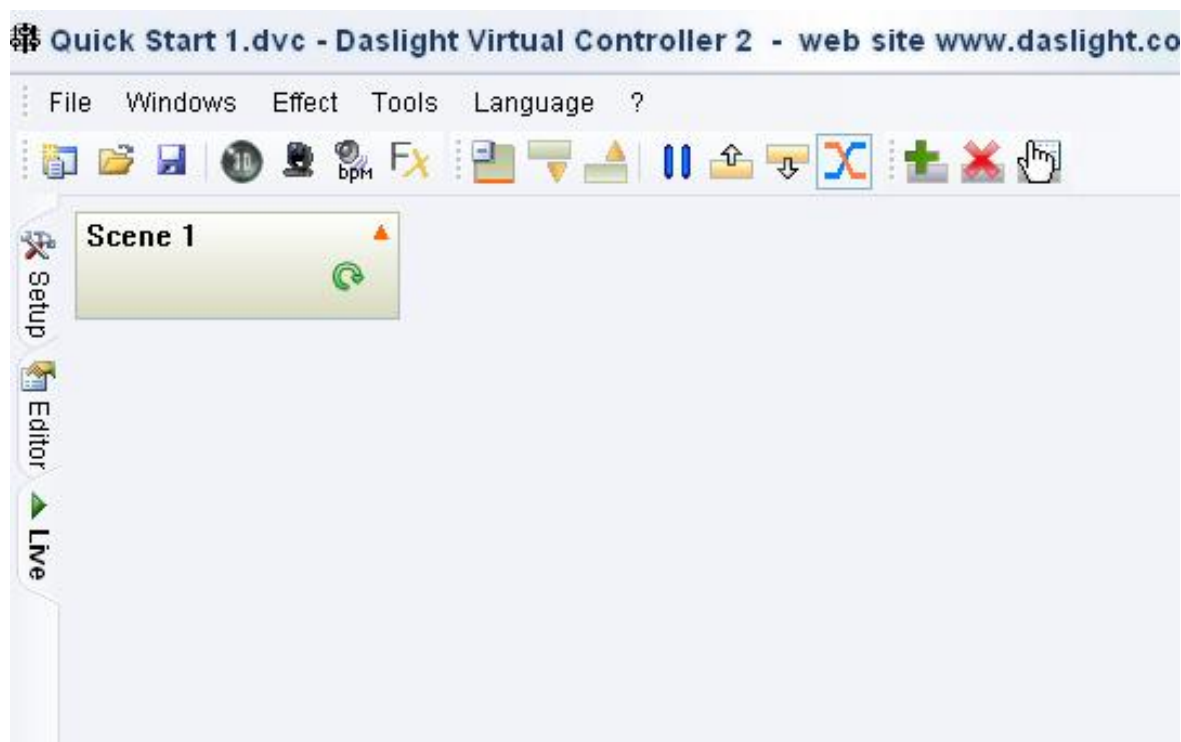 Quick Start 1.dvc - Daslight Virtual Controller 2 - web site www.daslight.co
File Windows Effect Tools Language ?
3D bpm Fx
Scene 1
Setup
Editor
Live